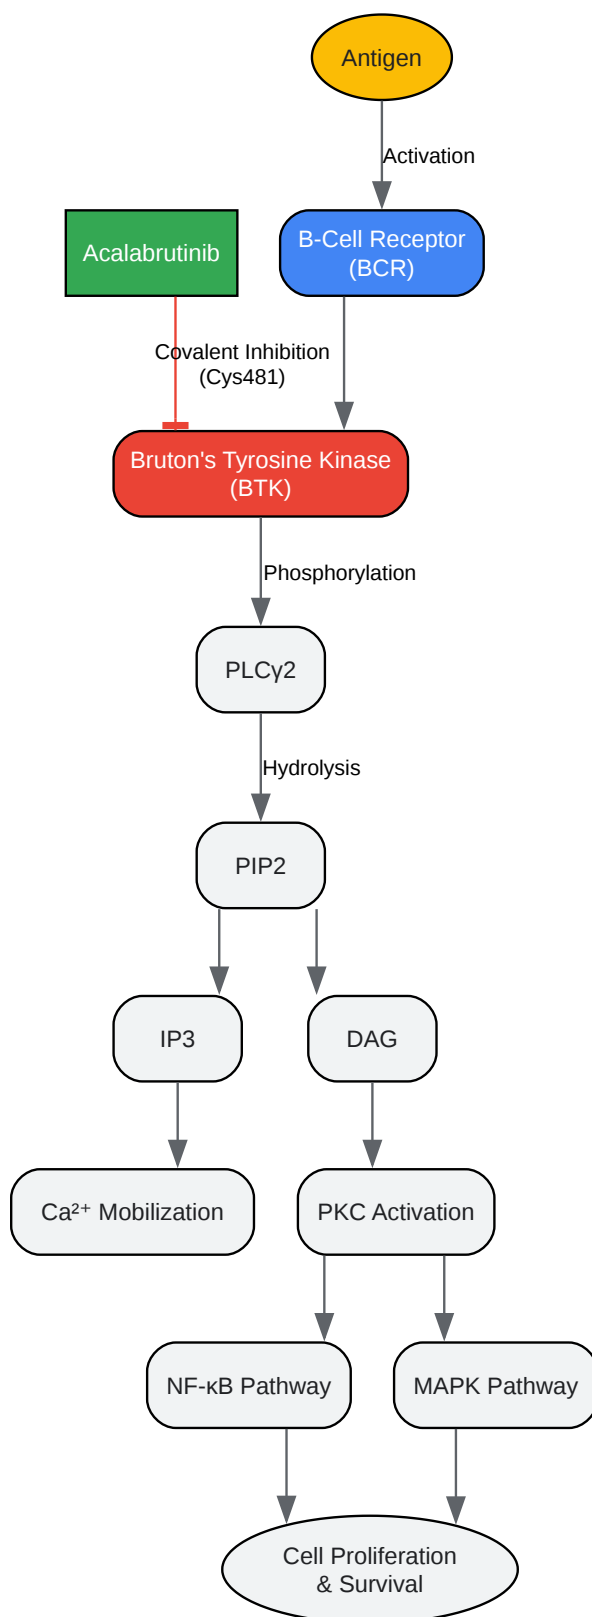 Antigen
Activation
Acalabrutinib
B-Cell Receptor
(BCR)
Covalent Inhibition
(Cys481)
Bruton's Tyrosine Kinase
(BTK)
Phosphorylation
PLCγ2
Hydrolysis
PIP2
IP3
DAG
Ca²⁺ Mobilization
PKC Activation
NF-κB Pathway
MAPK Pathway
Cell Proliferation
& Survival